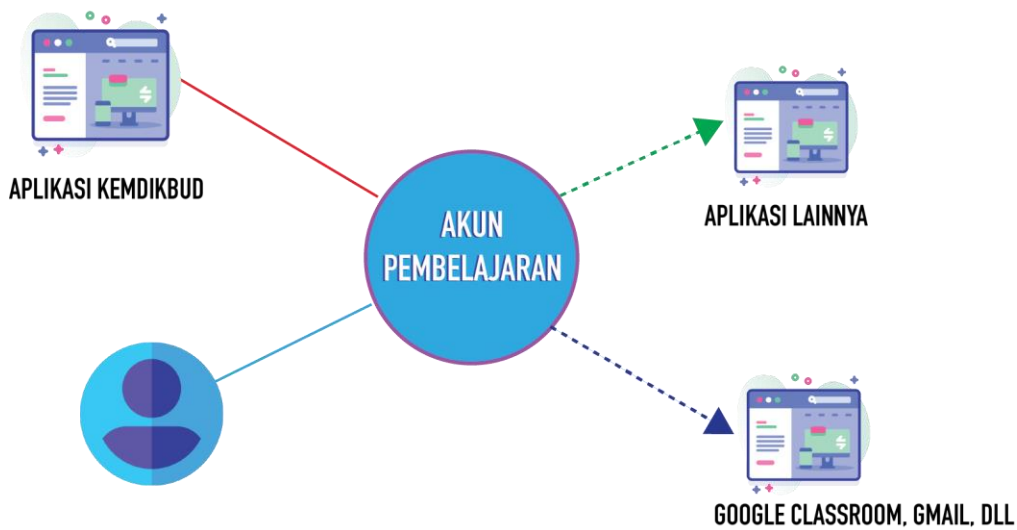 APLIKASI KEMDIKBUD
AKUN
PEMBELAJARAN
APLIKASI LAINNYA
GOOGLE CLASSROOM, GMAIL, DLL